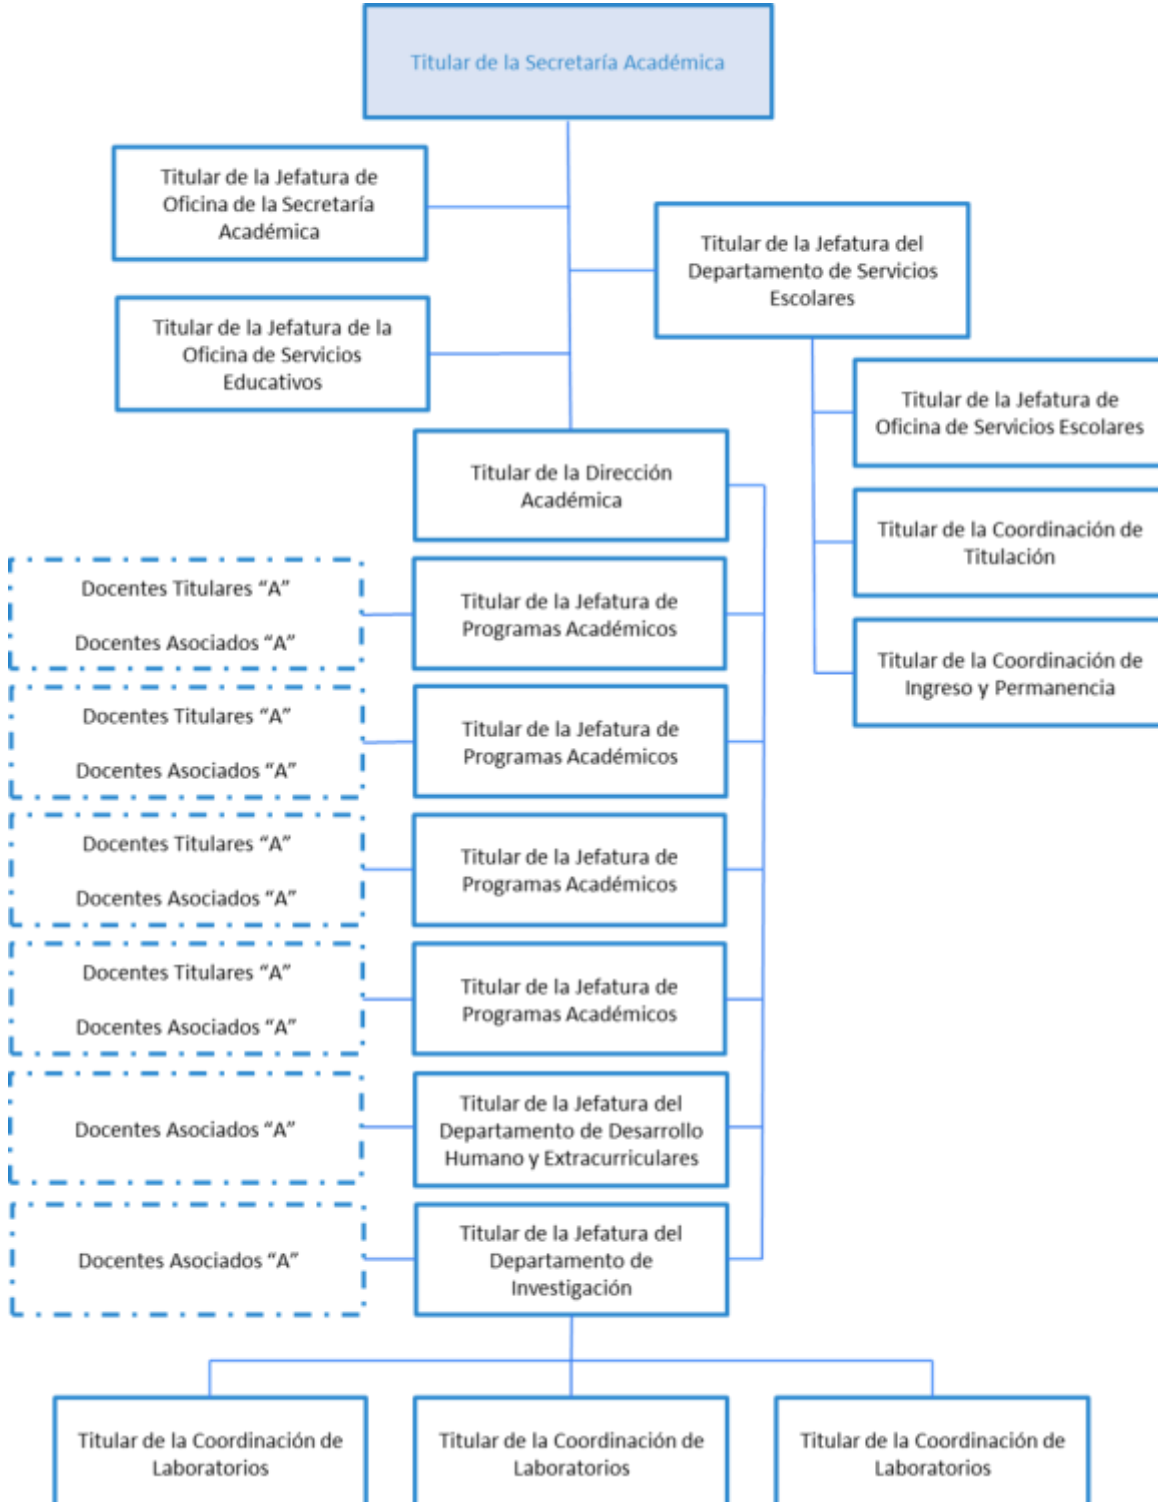 Titular de la Secretaría Académica
Titular de la Jefatura de
Oficina de la Secretaría
Académica
Titular de la Jefatura del
Departamento de Servicios
Escolares
Titular de la Jefatura de la
Oficina de Servicios
Educativos
Titular de la Jefatura de
Oficina de Servicios Escolares
Titular de la Coordinación de
Titulación
Titular de la Coordinación de
Ingreso y Permanencia
Titular de la Dirección
Académica
Docentes Titulares “A”
Docentes Asociados “A”
Titular de la Jefatura de
Programas Académicos
Docentes Titulares “A”
Docentes Asociados “A”
Titular de la Jefatura de
Programas Académicos
Docentes Titulares “A”
Docentes Asociados “A”
Titular de la Jefatura de
Programas Académicos
Docentes Titulares “A”
Docentes Asociados “A”
Titular de la Jefatura de
Programas Académicos
Docentes Asociados “A”
Titular de la Jefatura del
Departamento de Desarrollo
Humano y Extracurriculares
Docentes Asociados “A”
Titular de la Jefatura del
Departamento de
Investigación
Titular de la Coordinación de
Laboratorios
Titular de la Coordinación de
Laboratorios
Titular de la Coordinación de
Laboratorios